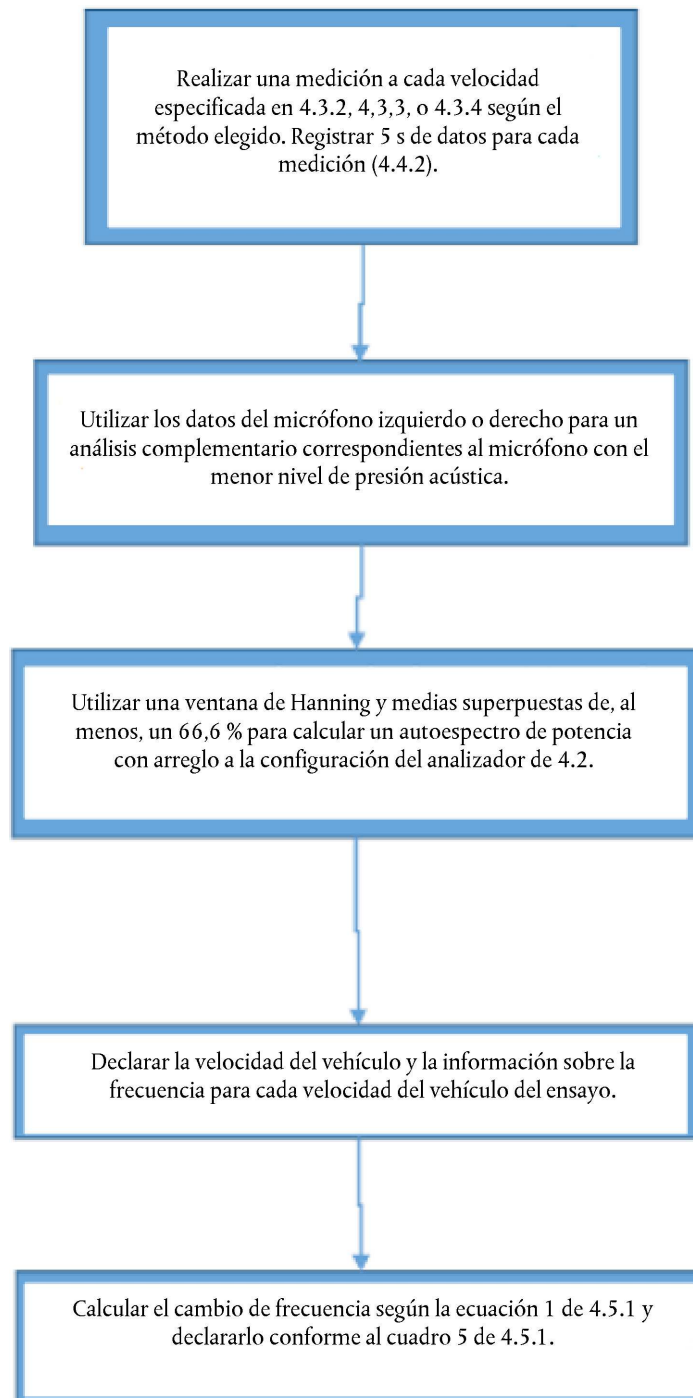 Realizar una medición a cada velocidad
especificada en 4.3.2, 4,3,3, o 4.3.4 según el
método elegido. Registrar 5 s de datos para cada
medición (4.4.2).
Utilizar los datos del micrófono izquierdo o derecho para un
análisis complementario correspondientes al micrófono con el
menor nivel de presión acústica.
Utilizar una ventana de Hanning y medias superpuestas de, al
menos, un 66,6 % para calcular un autoespectro de potencia
con arreglo a la configuración del analizador de 4.2.
Declarar la velocidad del vehículo y la información sobre la
frecuencia para cada velocidad del vehículo del ensayo.
Calcular el cambio de frecuencia según la ecuación 1 de 4.5.1 y
declararlo conforme al cuadro 5 de 4.5.1.